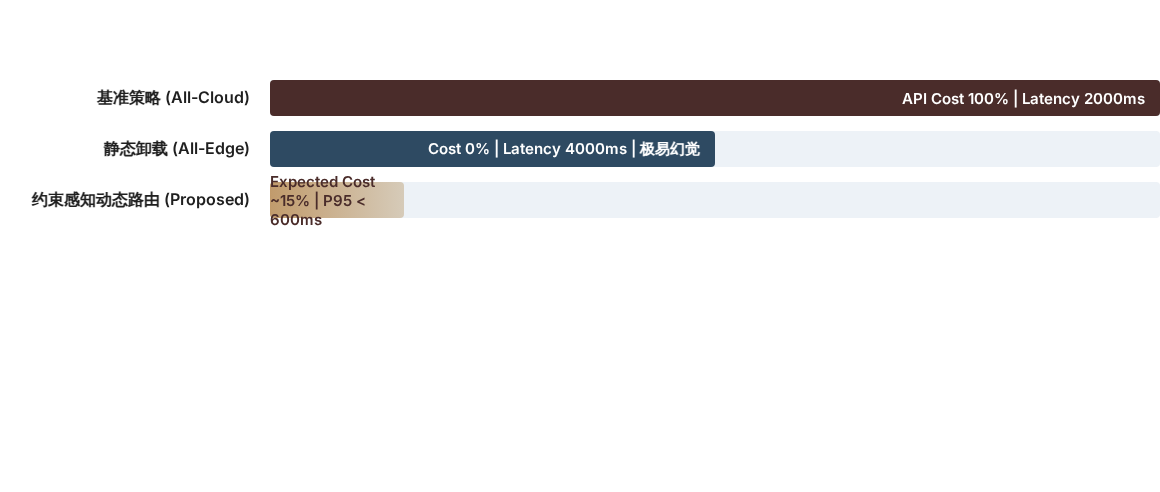 基准策略 (All-Cloud)
API Cost 100% | Latency 2000ms
静态卸载 (All-Edge)
Cost 0% | Latency 4000ms | 极易幻觉
约束感知动态路由 (Proposed)
Expected Cost
~15% | P95 <
600ms